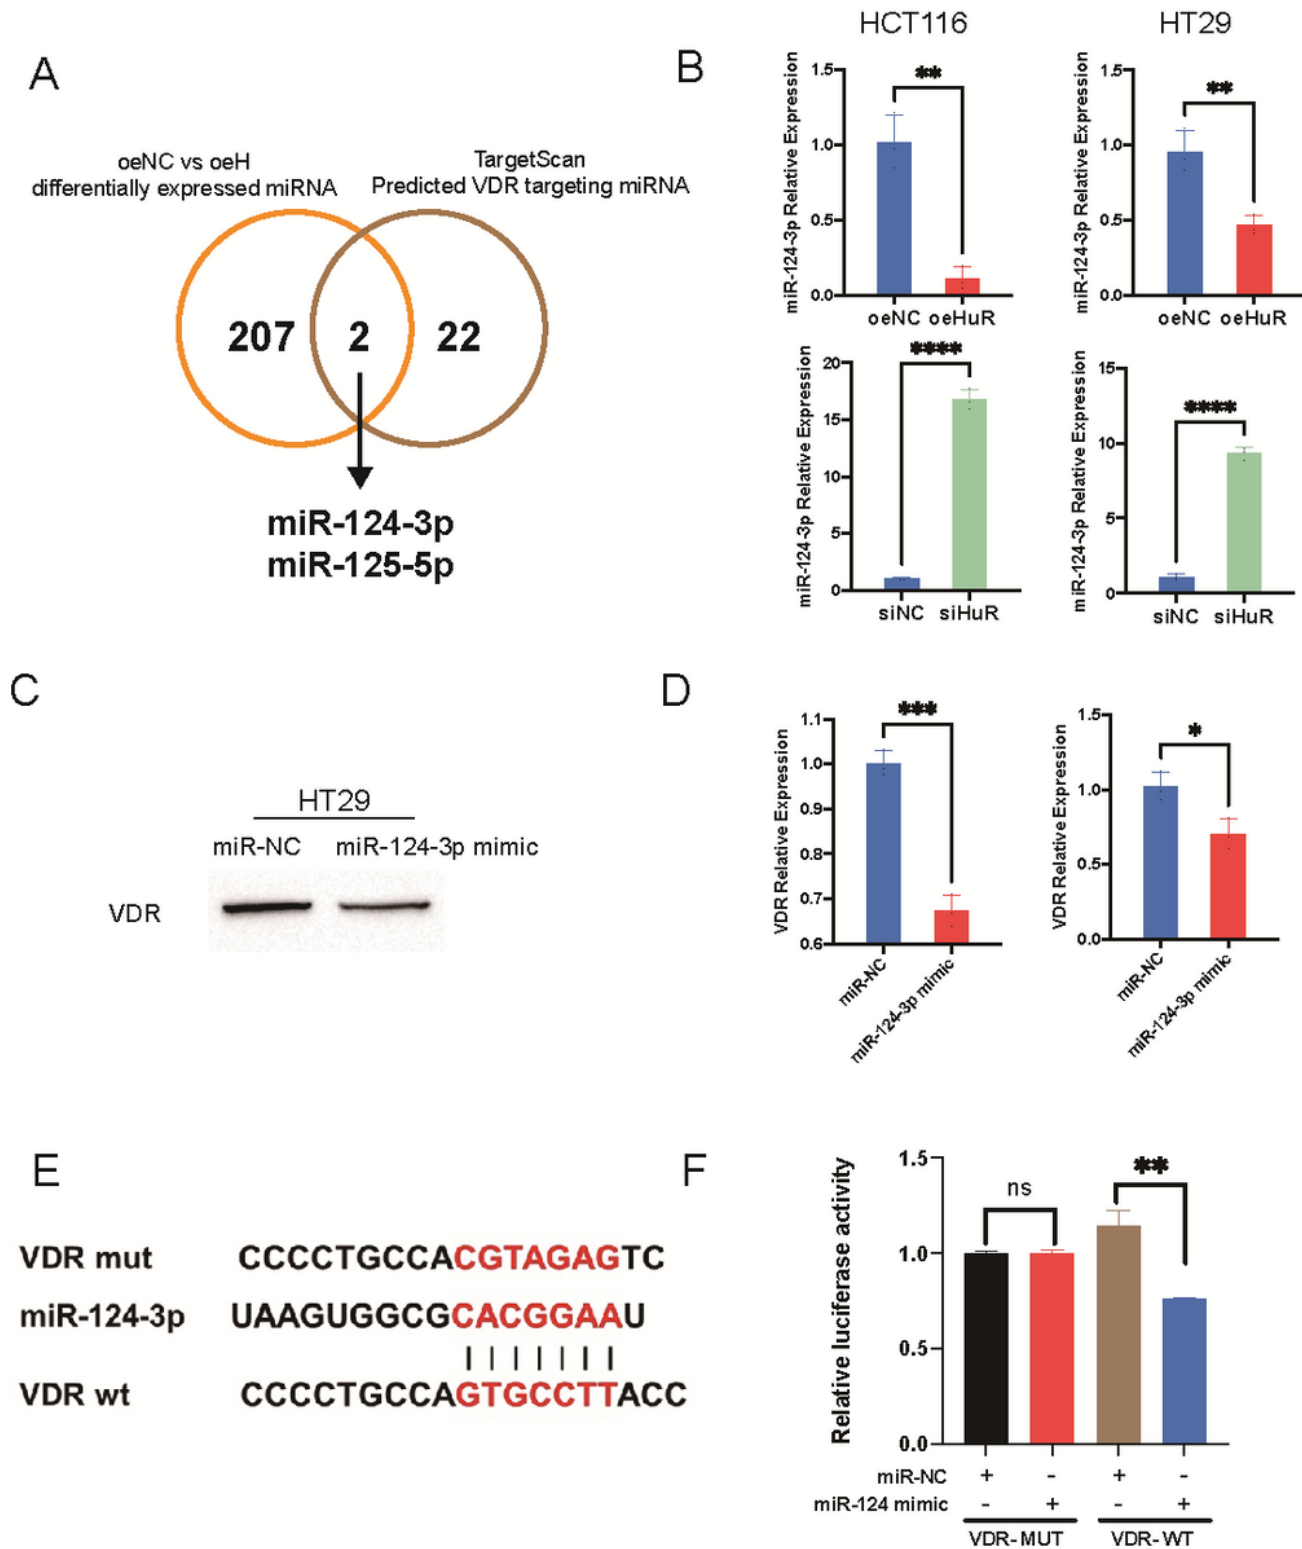 A
oeNC vs oeH
differentially expressed miRNA
TargetScan
Predicted VDR targeting miRNA
207
2
22
miR-124-3p
miR-125-5p
B
HCT116
HT29
miR-124-3p Relative Expression
1.5
1.0
0.5
0.0
**
oeNC oeHuR
miR-124-3p Relative Expression
1.5
1.0
0.5
0.0
**
oeNC oeHuR
miR-124-3p Relative Expression
20
15
10
5
0
****
siNC siHuR
miR-124-3p Relative Expression
15
10
5
0
****
siNC siHuR
C
HT29
miR-NC miR-124-3p mimic
VDR
D
VDR Relative Expression
1.1
1.0
0.9
0.8
0.7
0.6
***
miR-NC
miR-124-3p mimic
VDR Relative Expression
1.5
1.0
0.5
0.0
*
miR-NC
miR-124-3p mimic
E
VDR mut CCCCTGCCACGTAGAGTC
miR-124-3p UAAGUGGCGCACGGAAU
VDR wt CCCCTGCCAGTGCCTTACC
F
Relative luciferase activity
1.5
1.0
0.5
0.0
ns
**
miR-NC + - + -
miR-124 mimic - + - +
VDR-MUT VDR-WT